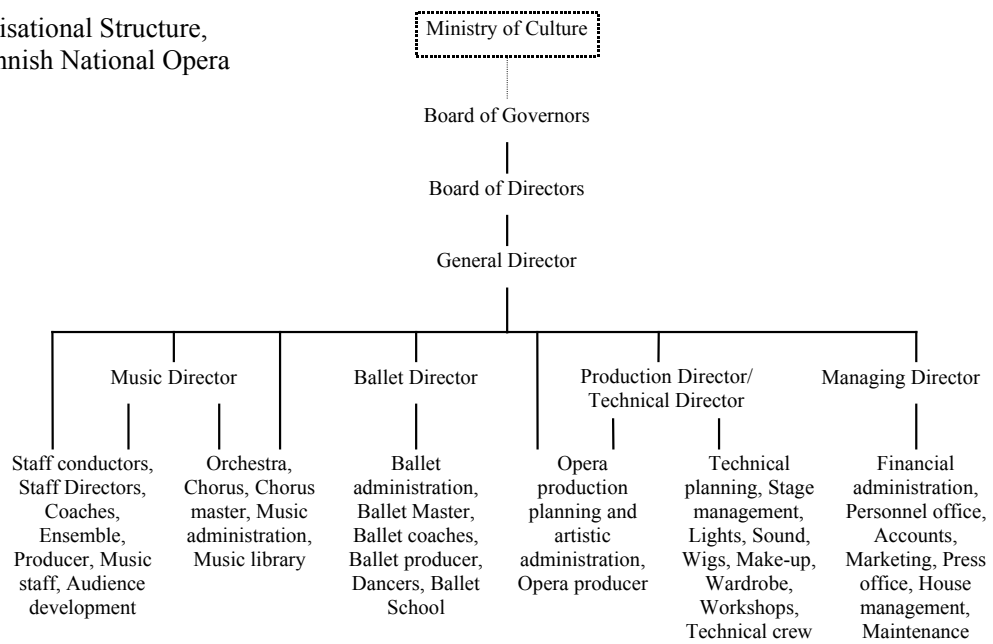 isational Structure,
nnish National Opera
Ministry of Culture
Board of Governors
Board of Directors
General Director
Music Director
Ballet Director
Production Director/
Technical Director
Managing Director
Staff conductors,
Staff Directors,
Coaches,
Ensemble,
Producer, Music
staff, Audience
development
Orchestra,
Chorus, Chorus
master, Music
administration,
Music library
Ballet
administration,
Ballet Master,
Ballet coaches,
Ballet producer,
Dancers, Ballet
School
Opera
production
planning and
artistic
administration,
Opera producer
Technical
planning, Stage
management,
Lights, Sound,
Wigs, Make-up,
Wardrobe,
Workshops,
Technical crew
Financial
administration,
Personnel office,
Accounts,
Marketing, Press
office, House
management,
Maintenance